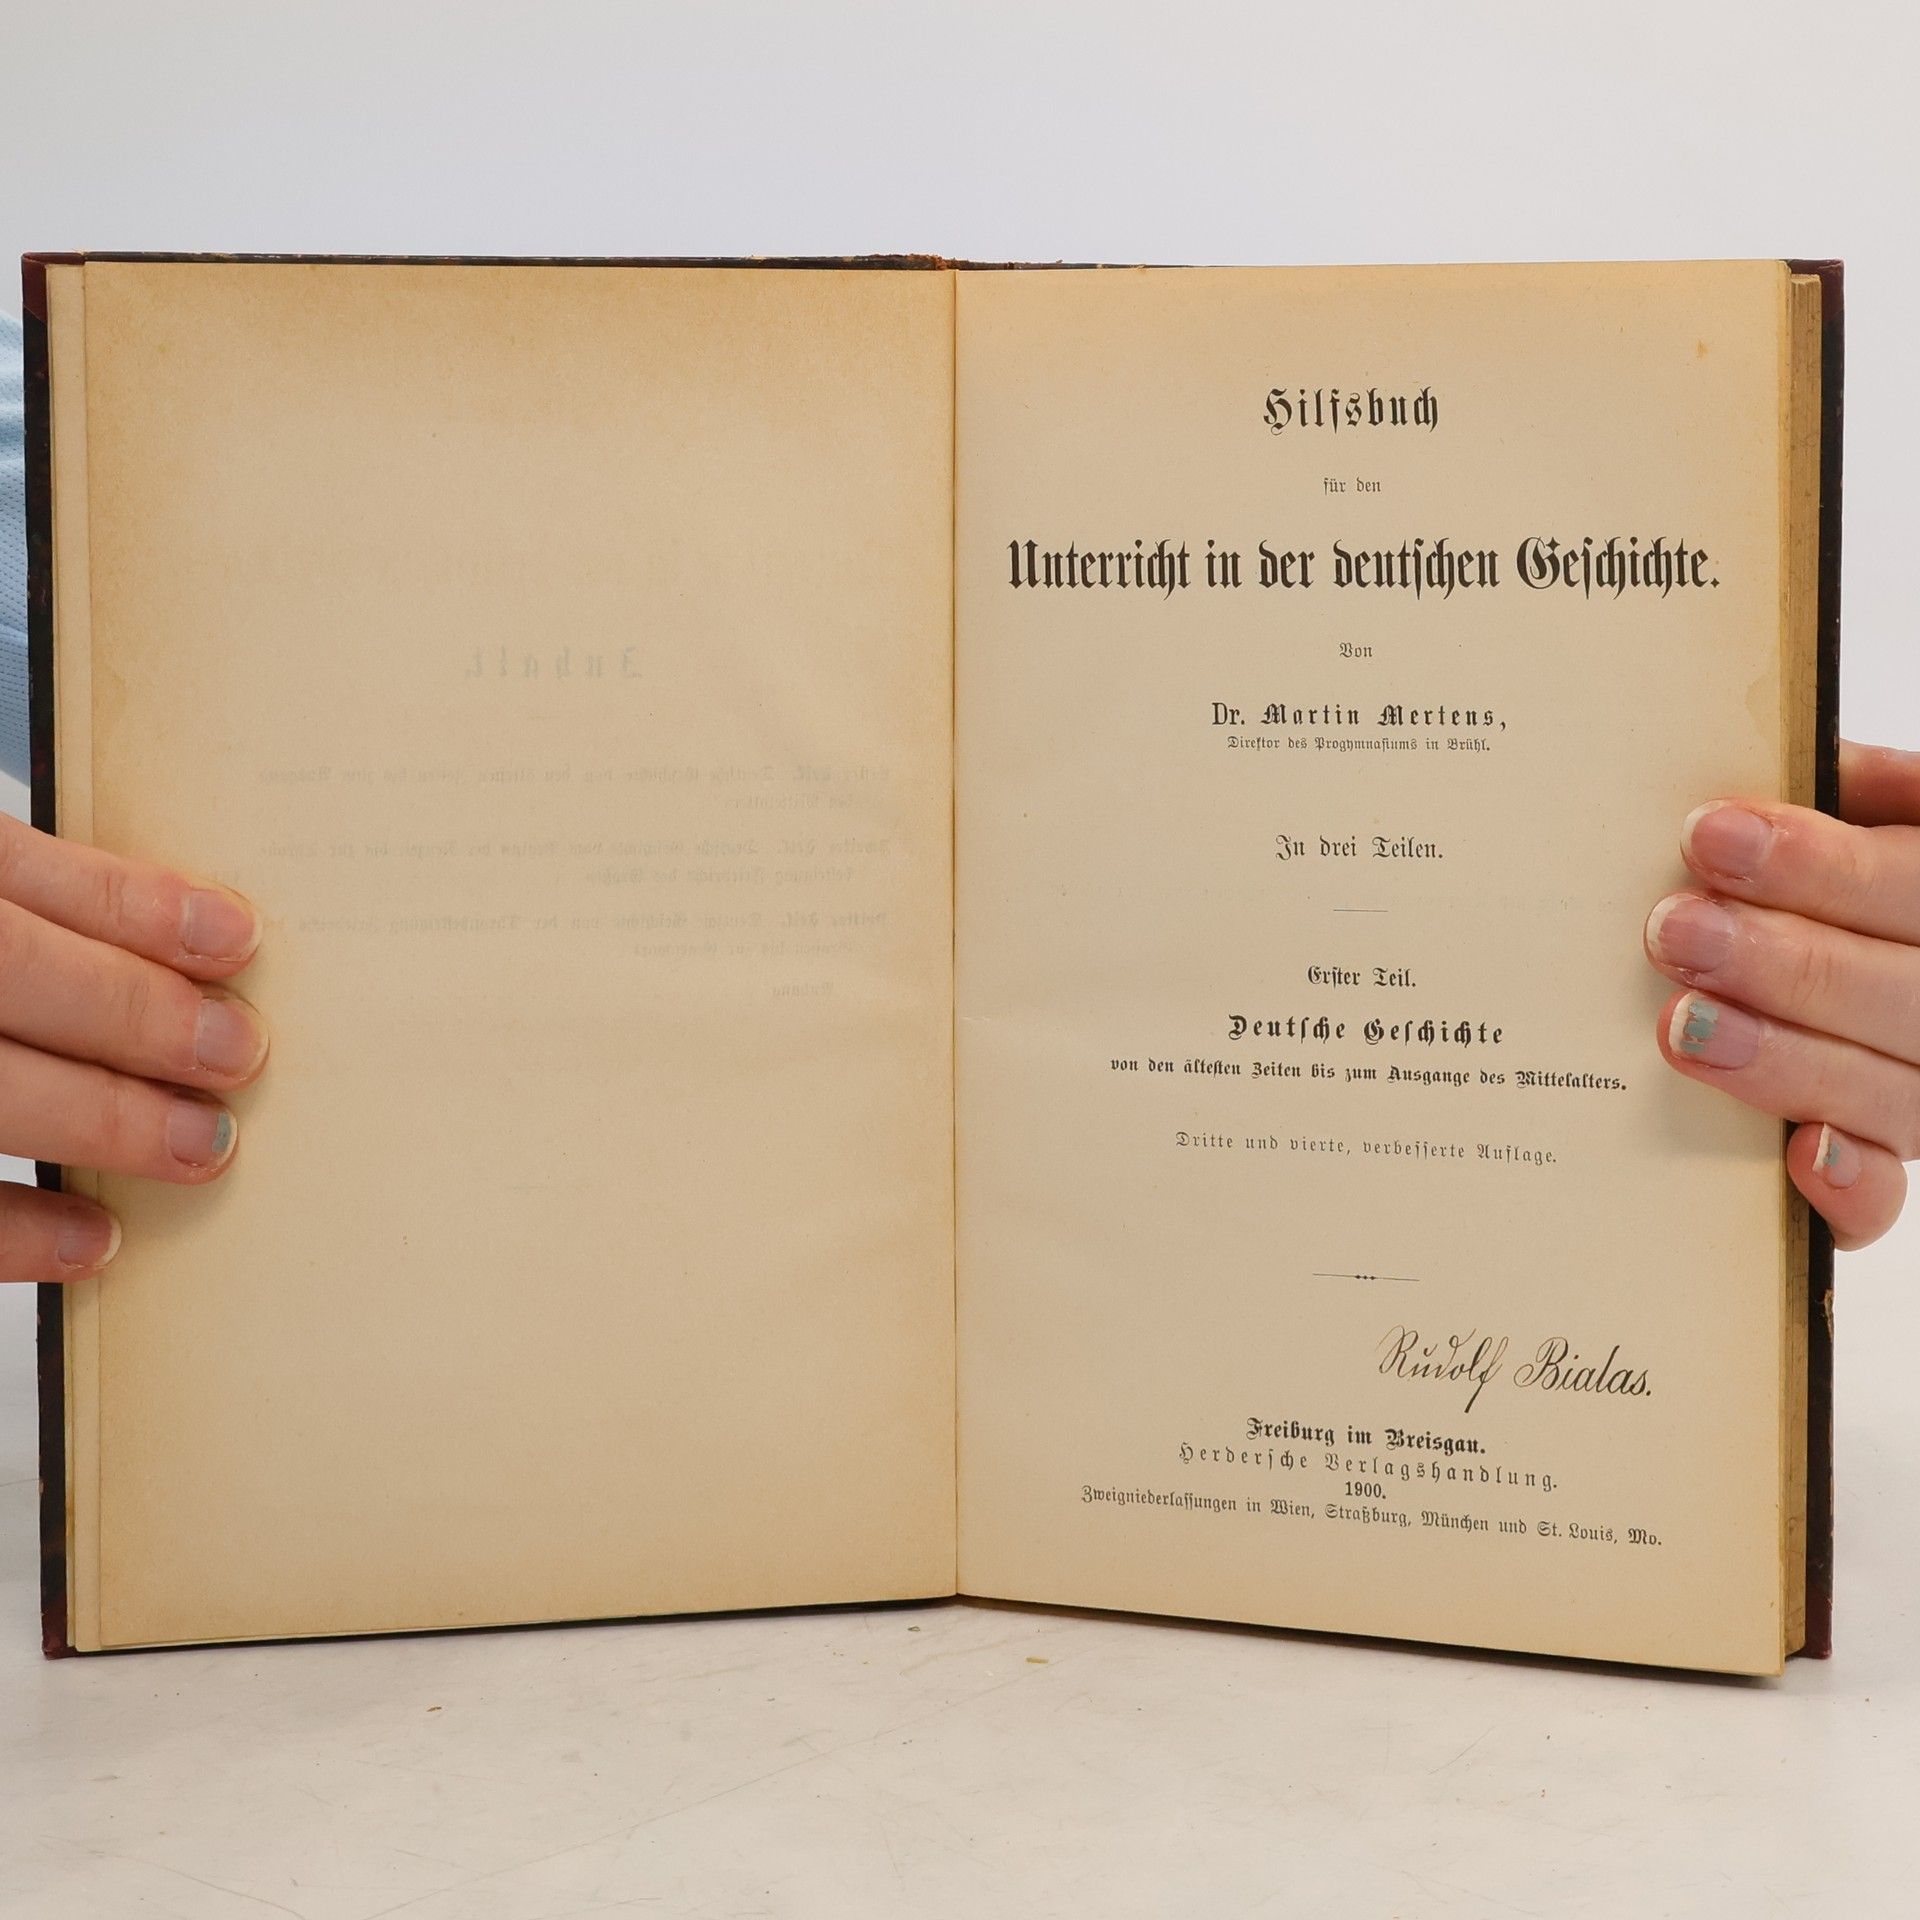 Inhalt.
Hilfsbuch
für den
Unterricht in der deutschen Geschichte.
Von
Dr. Martin Mertens,
Direktor des Progymnasiums in Brühl.
In drei Teilen.
Erster Teil.
Deutsche Geschichte
von den ältesten Zeiten bis zum Ausgange des Mittelalters.
Dritte und vierte, verbesserte Auflage.
Rudolf Bialas.
Freiburg im Breisgau.
Herdersche Verlagshandlung.
1900.
Zweigniederlassungen in Wien, Straßburg, München und St. Louis, Mo.